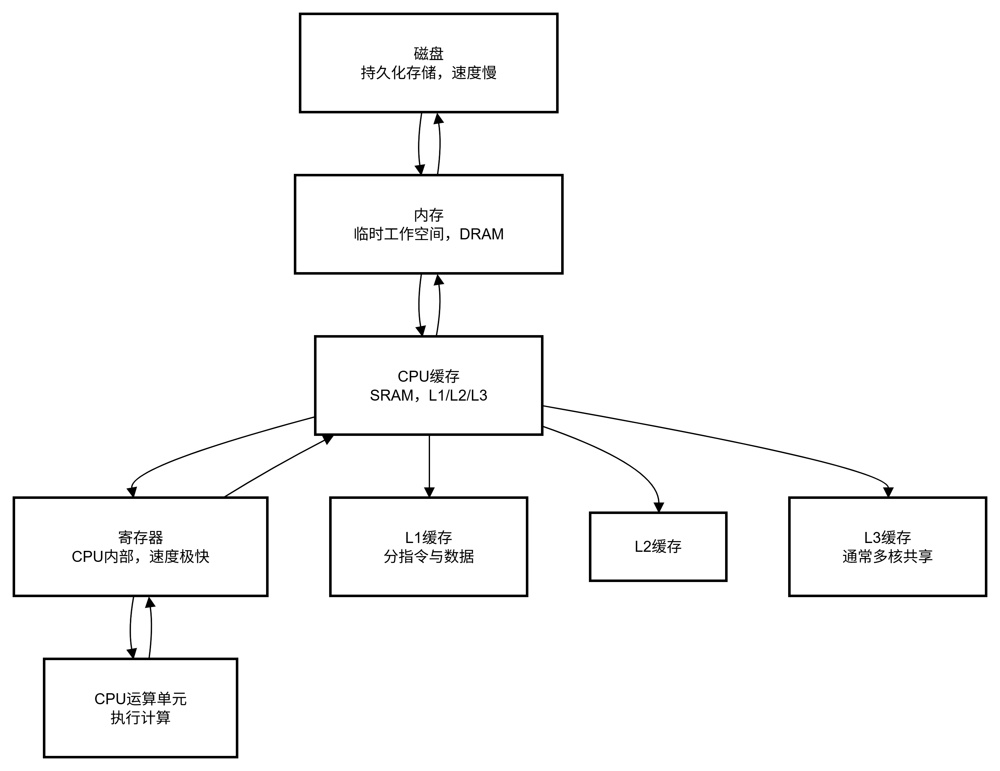 磁盘
持久化存储，速度慢
内存
临时工作空间，DRAM
CPU缓存
SRAM，L1/L2/L3
寄存器
CPU内部，速度极快
L1缓存
分指令与数据
L2缓存
L3缓存
通常多核共享
CPU运算单元
执行计算